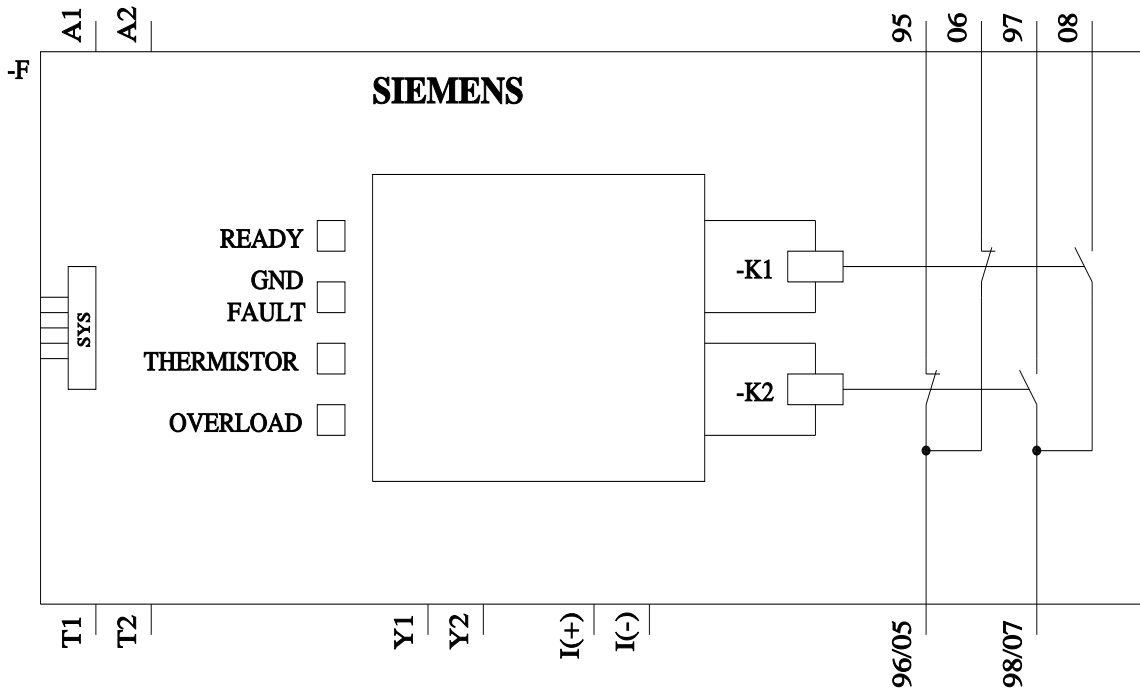 A1
A2
95
06
97
08
-F
SIEMENS
READY
GND
FAULT
THERMISTOR
OVERLOAD
SYS
-K1
-K2
T1
T2
Y1
Y2
I(+)
I(-)
96/05
98/07